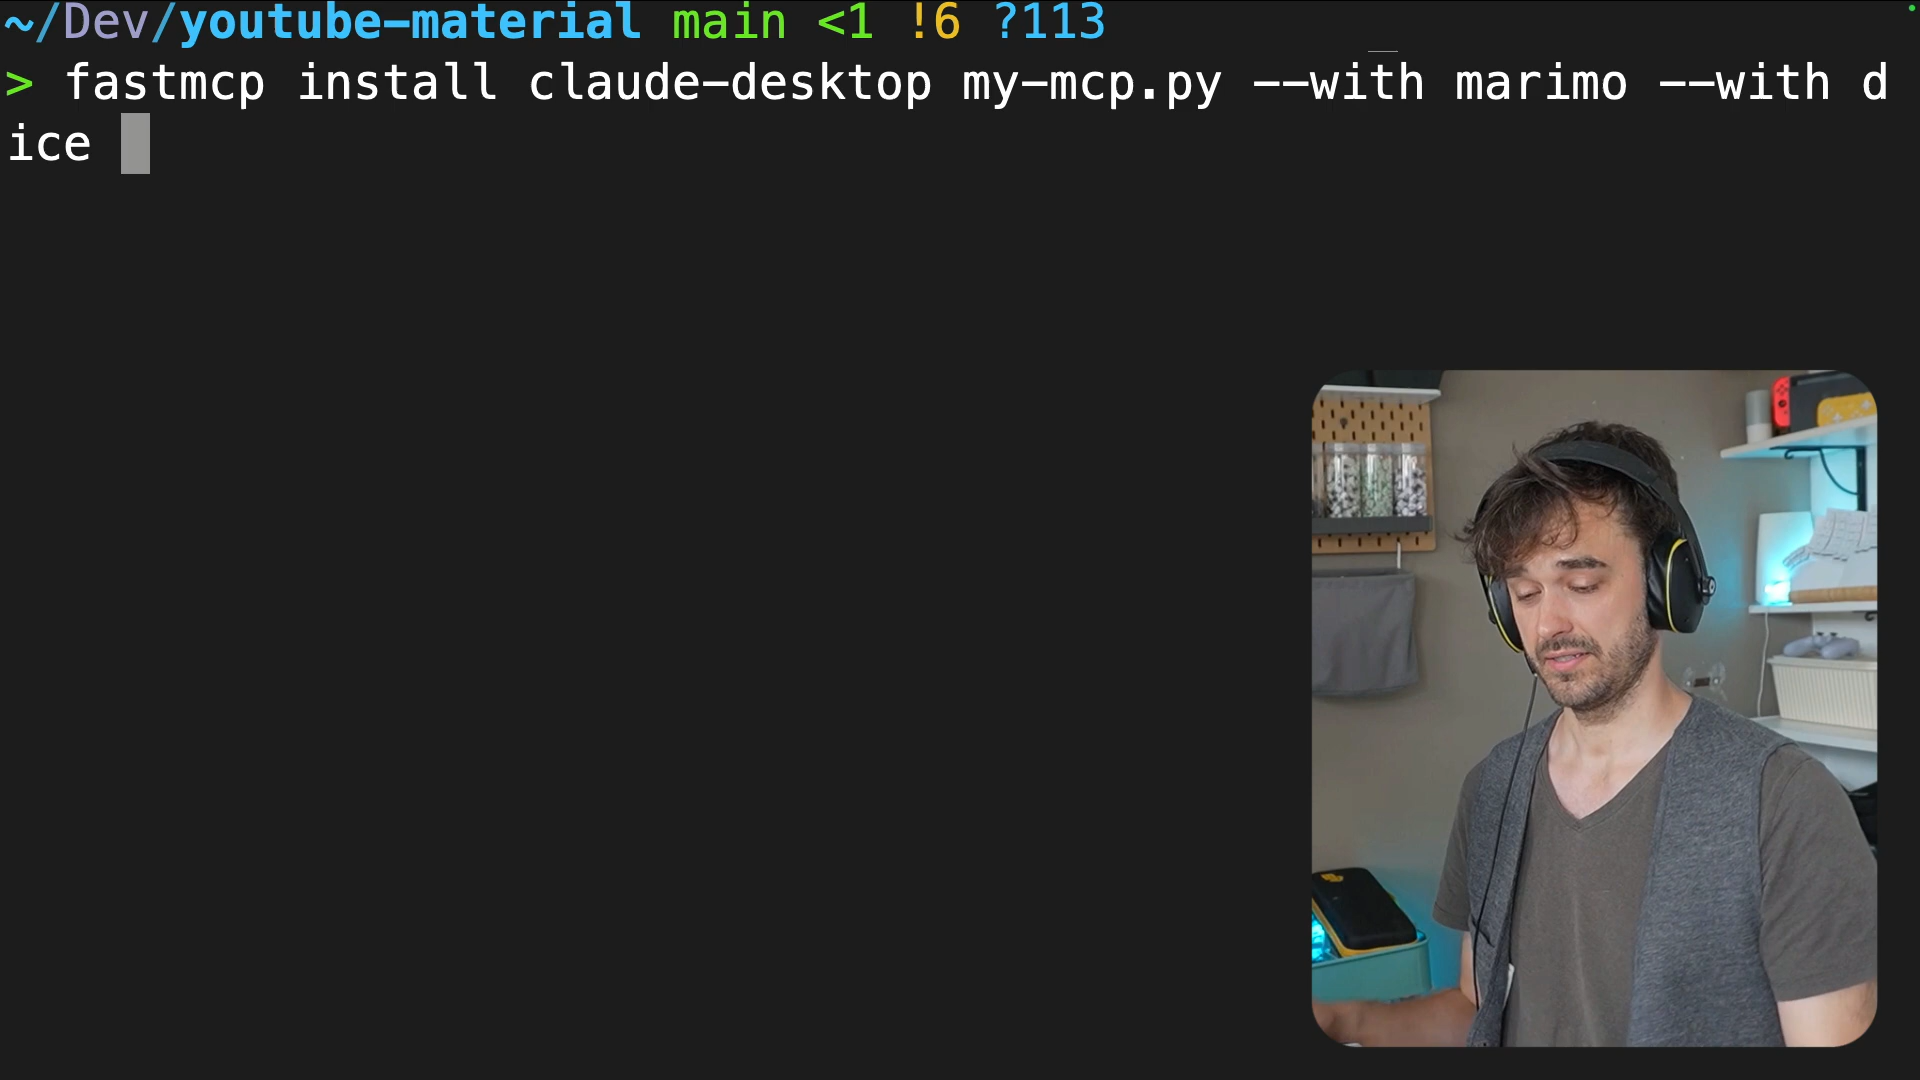 ~/Dev/youtube-material main <1 !6 ?113
> fastmcp install claude-desktop my-mcp.py --with marimo --with d
ice